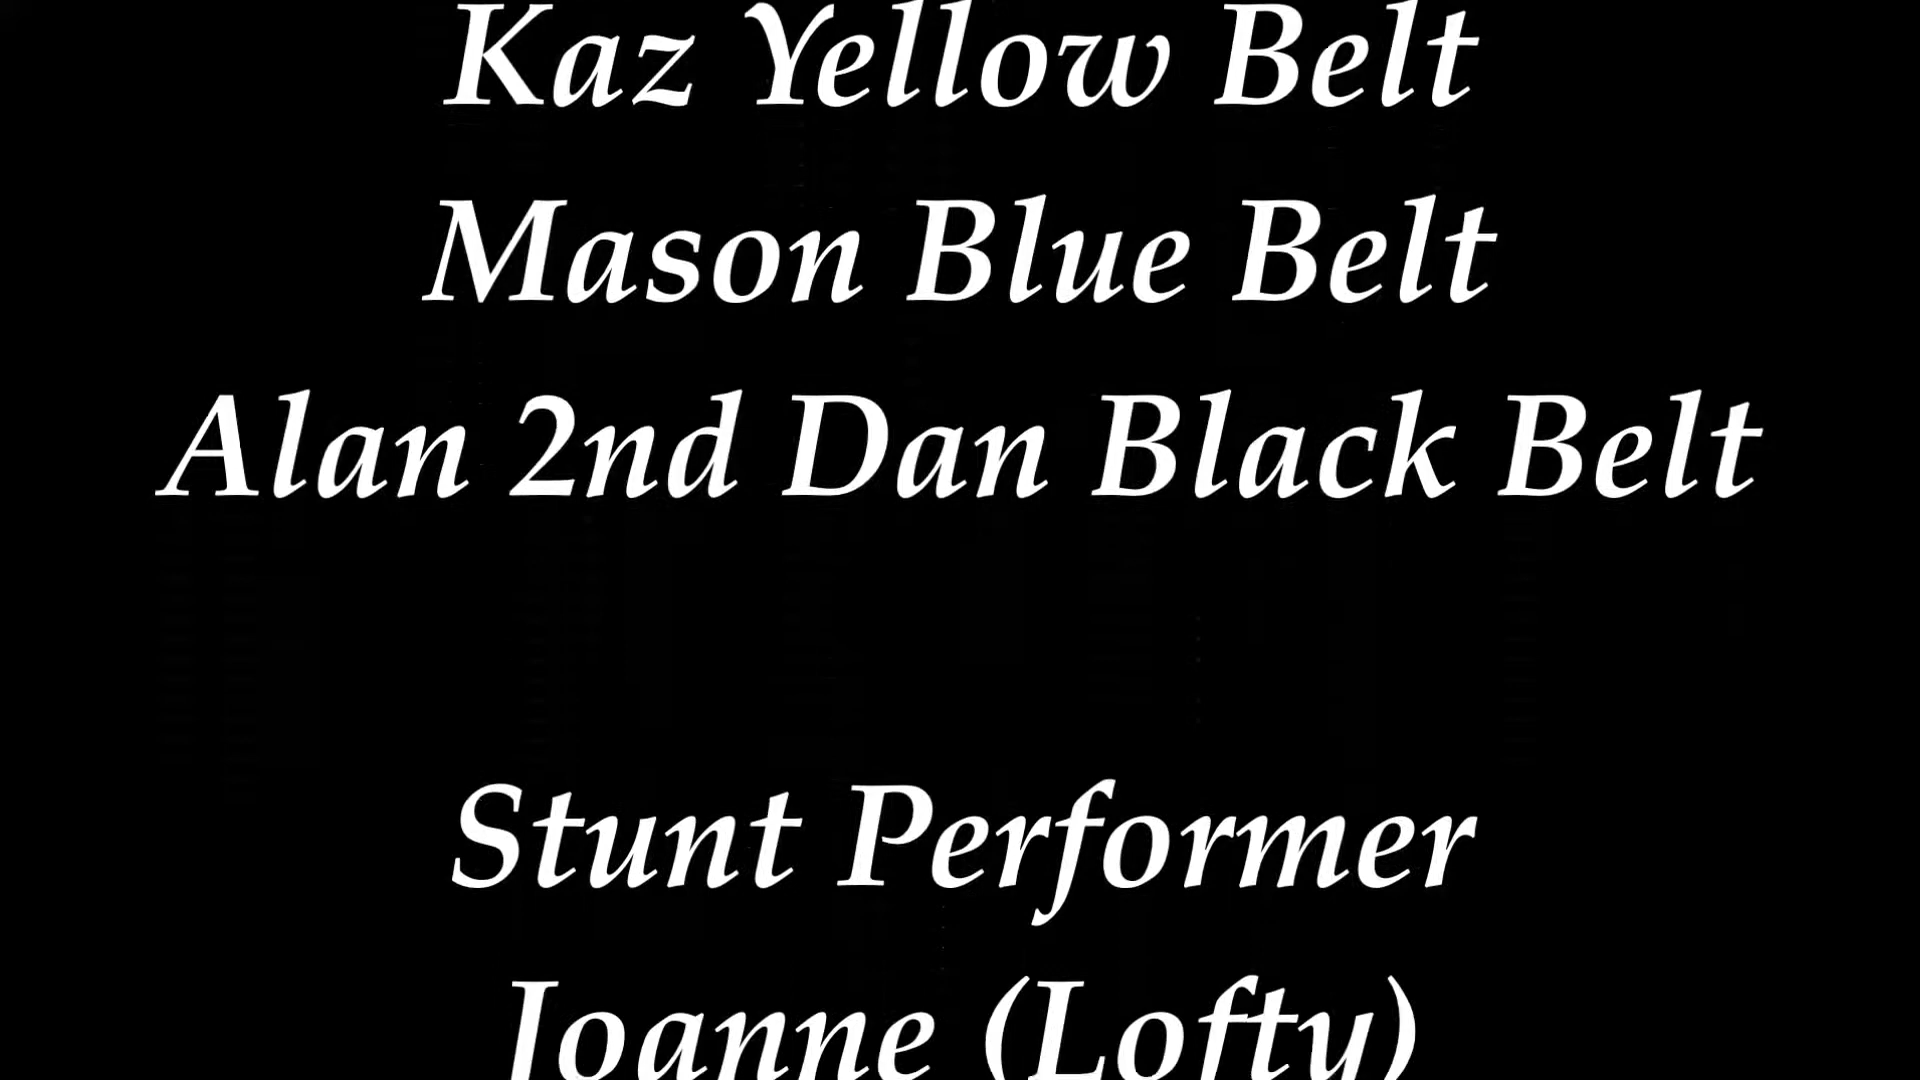 Kaz Yellow Belt
Mason Blue Belt
Alan 2nd Dan Black Belt
Stunt Performer
Joanne (Lofty)